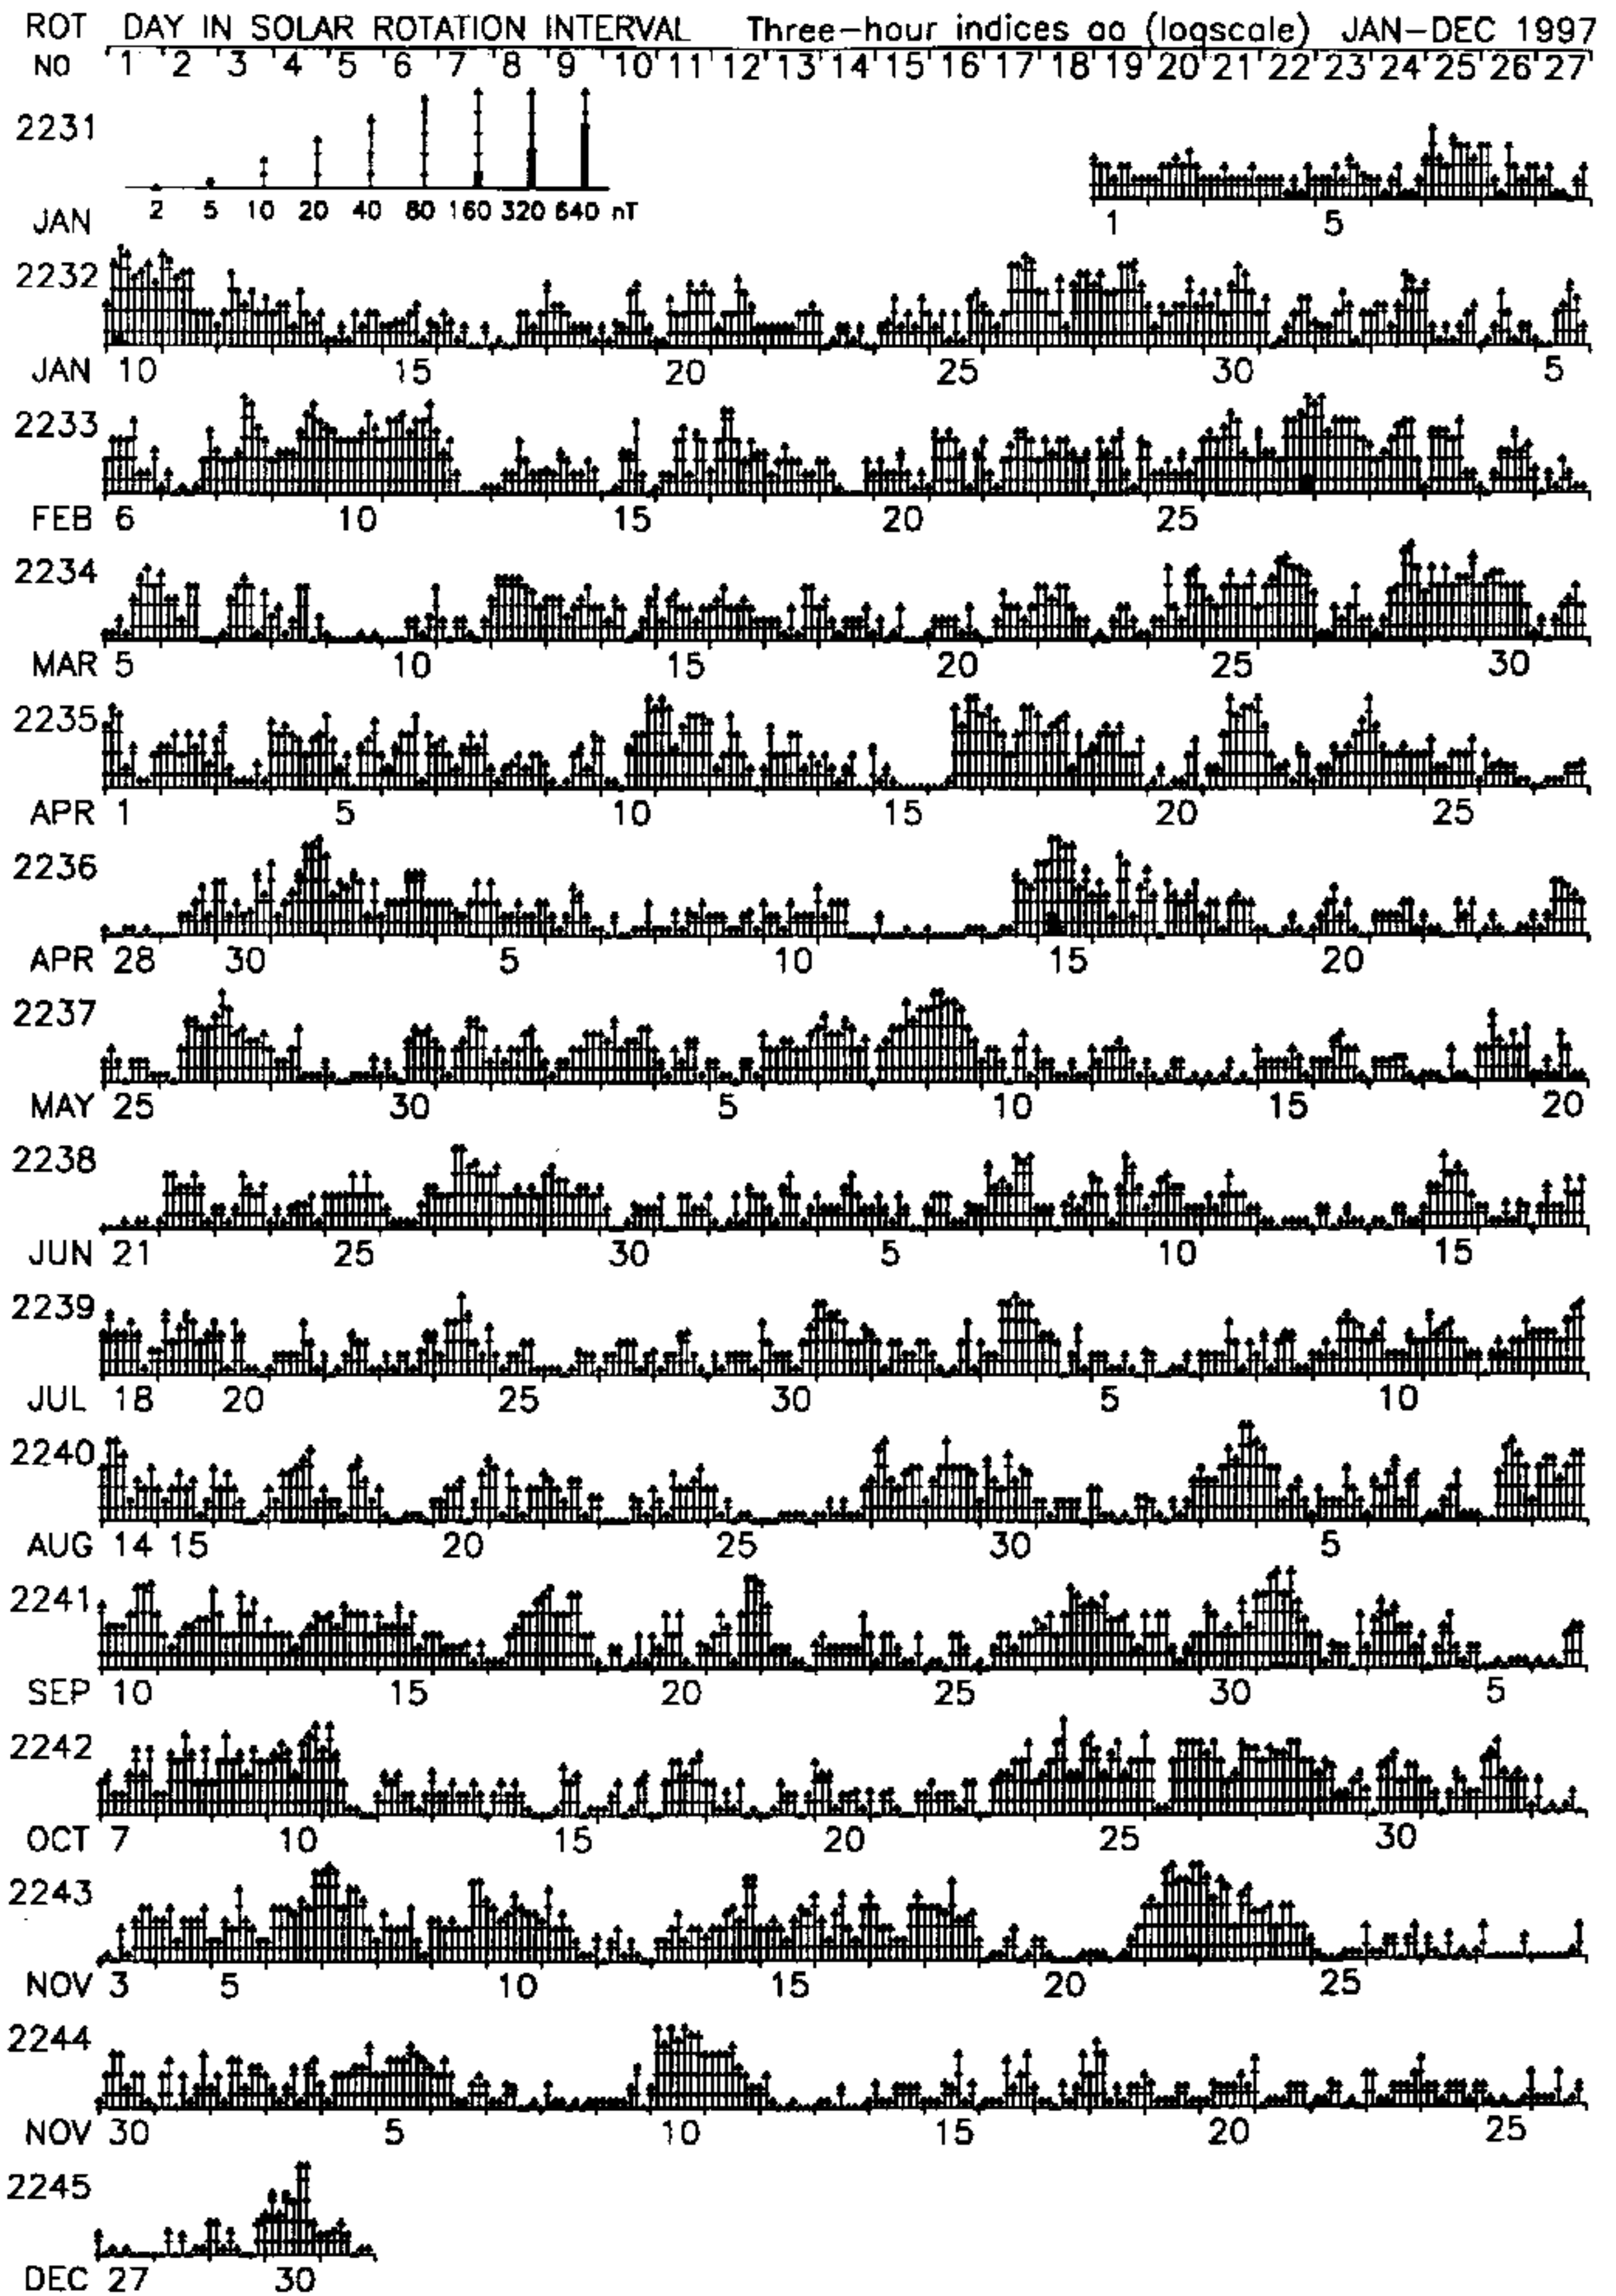 ROT DAY IN SOLAR ROTATION INTERVAL Three-hour indices aa (logscale) JAN-DEC 1997
NO 1 2 3 4 5 6 7 8 9 10 11 12 13 14 15 16 17 18 19 20 21 22 23 24 25 26 27
2231
2 5 10 20 40 80 160 320 640 nT
JAN 1 5
2232
JAN 10 15 20 25 30 5
2233
FEB 6 10 15 20 25
2234
MAR 5 10 15 20 25 30
2235
APR 1 5 10 15 20 25
2236
APR 28 30 5 10 15 20
2237
MAY 25 30 5 10 15 20
2238
JUN 21 25 30 5 10 15
2239
JUL 18 20 25 30 5 10
2240
AUG 14 15 20 25 30 5
2241
SEP 10 15 20 25 30 5
2242
OCT 7 10 15 20 25 30
2243
NOV 3 5 10 15 20 25
2244
NOV 30 5 10 15 20 25
2245
DEC 27 30